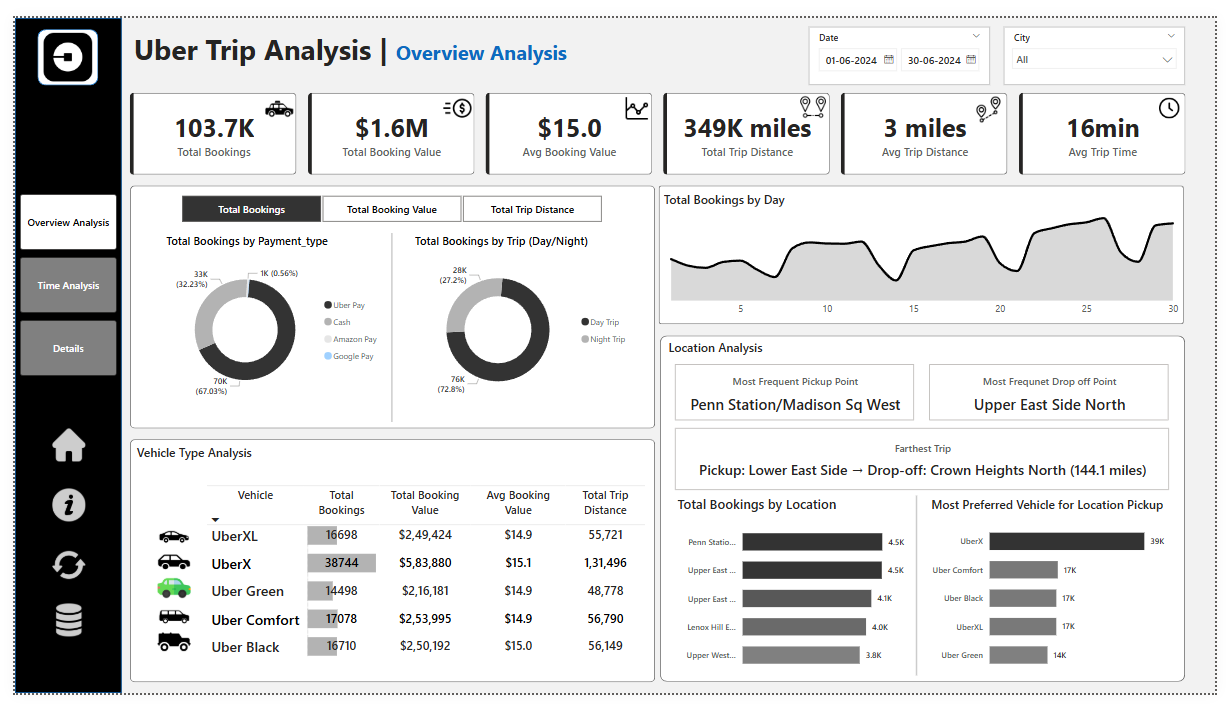 Uber Trip Analysis | Overview Analysis
Date
01-06-2024 30-06-2024
City
All
103.7K
Total Bookings
$1.6M
Total Booking Value
$15.0
Avg Booking Value
349K miles
Total Trip Distance
3 miles
Avg Trip Distance
16min
Avg Trip Time
Overview Analysis
Time Analysis
Details
Total Bookings Total Booking Value Total Trip Distance
Total Bookings by Payment_type
33K
(32.23%)
1K (0.56%)
70K
(67.03%)
Uber Pay
Cash
Amazon Pay
Google Pay
Total Bookings by Trip (Day/Night)
28K
(27.2%)
76K
(72.8%)
Day Trip
Night Trip
Total Bookings by Day
5 10 15 20 25 30
Vehicle Type Analysis
Vehicle Total Bookings Total Booking Value Avg Booking Value Total Trip Distance
UberXL 16698 $2,49,424 $14.9 55,721
UberX 38744 $5,83,880 $15.1 1,31,496
Uber Green 14498 $2,16,181 $14.9 48,778
Uber Comfort 17078 $2,53,995 $14.9 56,790
Uber Black 16710 $2,50,192 $15.0 56,149
Location Analysis
Most Frequent Pickup Point
Penn Station/Madison Sq West
Most Frequnet Drop off Point
Upper East Side North
Farthest Trip
Pickup: Lower East Side → Drop-off: Crown Heights North (144.1 miles)
Total Bookings by Location
Penn Statio... 4.5K
Upper East ... 4.5K
Upper East ... 4.1K
Lenox Hill E... 4.0K
Upper West... 3.8K
Most Preferred Vehicle for Location Pickup
UberX 39K
Uber Comfort 17K
Uber Black 17K
UberXL 17K
Uber Green 14K